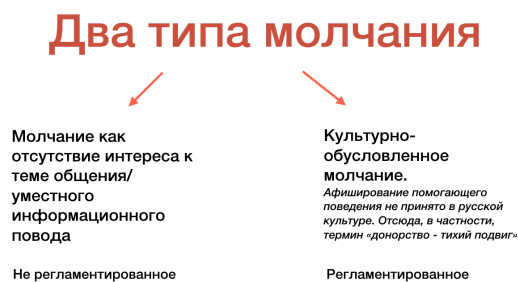 Два типа молчания
Молчание как
отсутствие интереса к
теме общения/
уместного
информационного
повода
Не регламентированное
Культурно-
обусловленное
молчание.
Афиширование помогающего
поведения не принято в русской
культуре. Отсюда, в частности,
термин «донорство - тихий подвиг»
Регламентированное